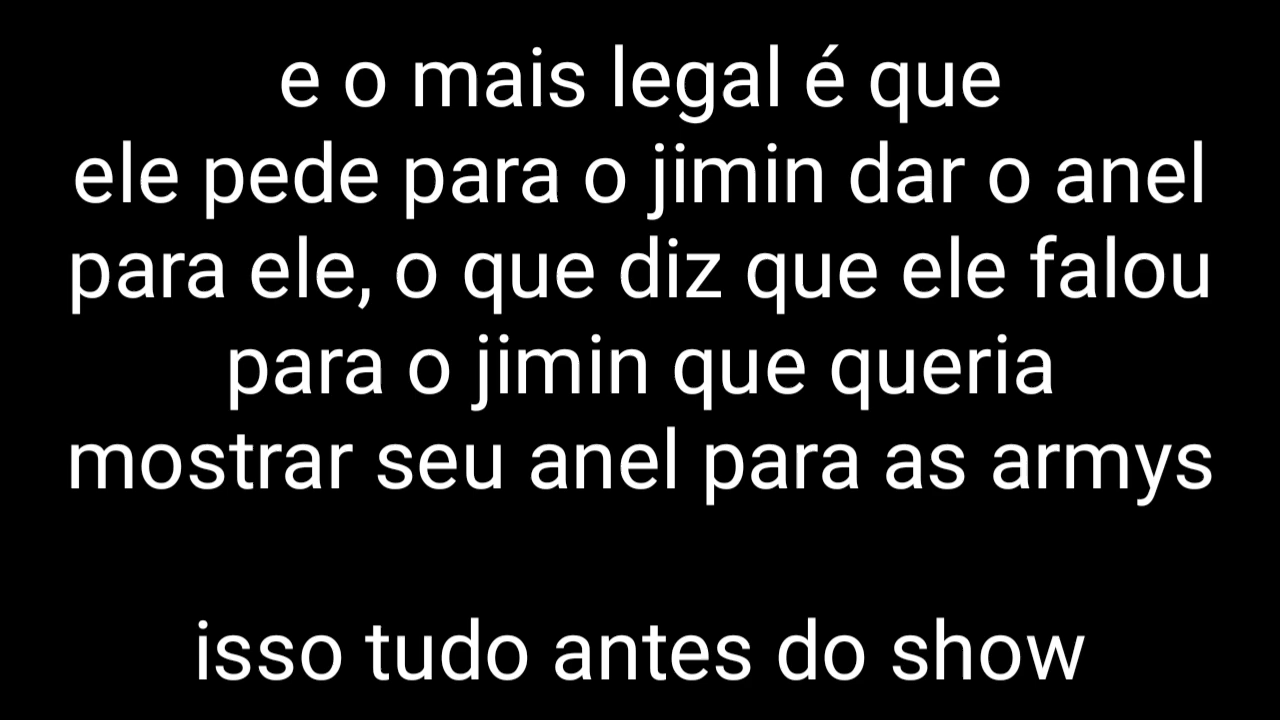 e o mais legal é que
ele pede para o jimin dar o anel
para ele, o que diz que ele falou
para o jimin que queria
mostrar seu anel para as armys
isso tudo antes do show